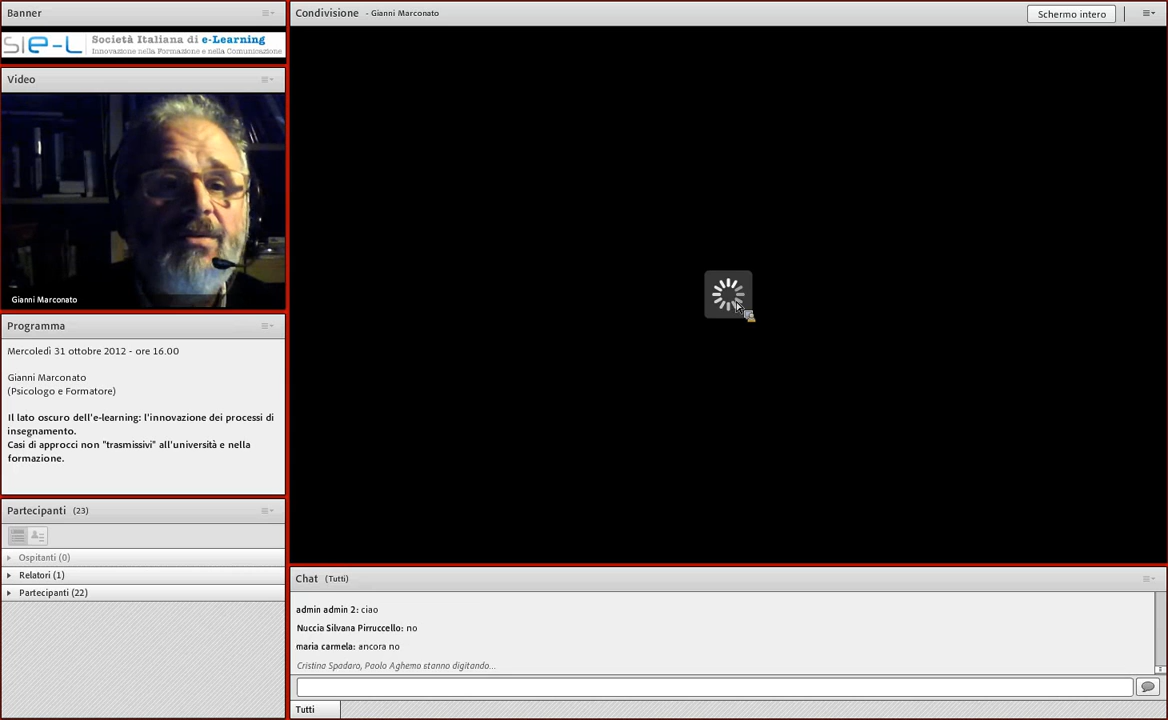 Banner
sie-L Società Italiana di e-Learning
Innovazione nella Formazione e nella Comunicazione
Video
Gianni Marconato
Programma
Mercoledì 31 ottobre 2012 - ore 16.00
Gianni Marconato
(Psicologo e Formatore)
Il lato oscuro dell'e-learning: l'innovazione dei processi di
insegnamento.
Casi di approcci non "trasmissivi" all'università e nella
formazione.
Partecipanti (23)
Ospitanti (0)
Relatori (1)
Partecipanti (22)
Condivisione - Gianni Marconato
Schermo intero
Chat (Tutti)
admin admin 2: ciao
Nuccia Silvana Pirruccello: no
maria carmela: ancora no
Cristina Spadaro, Paolo Aghemo stanno digitando...
Tutti